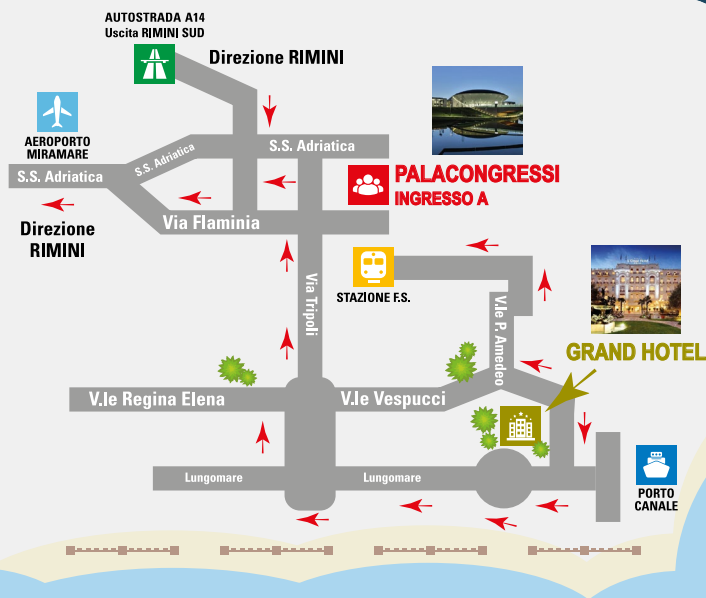 AUTOSTRADA A14
Uscita RIMINI SUD
Direzione RIMINI
AEROPORTO
MIRAMARE
S.S. Adriatica
S.S. Adriatica
S.S. Adriatica
PALACONGRESSI
INGRESSO A
Direzione
RIMINI
Via Flaminia
Via Tripoli
STAZIONE F.S.
V.le P. Amedeo
GRAND HOTEL
V.le Regina Elena
V.le Vespucci
Lungomare
Lungomare
PORTO
CANALE